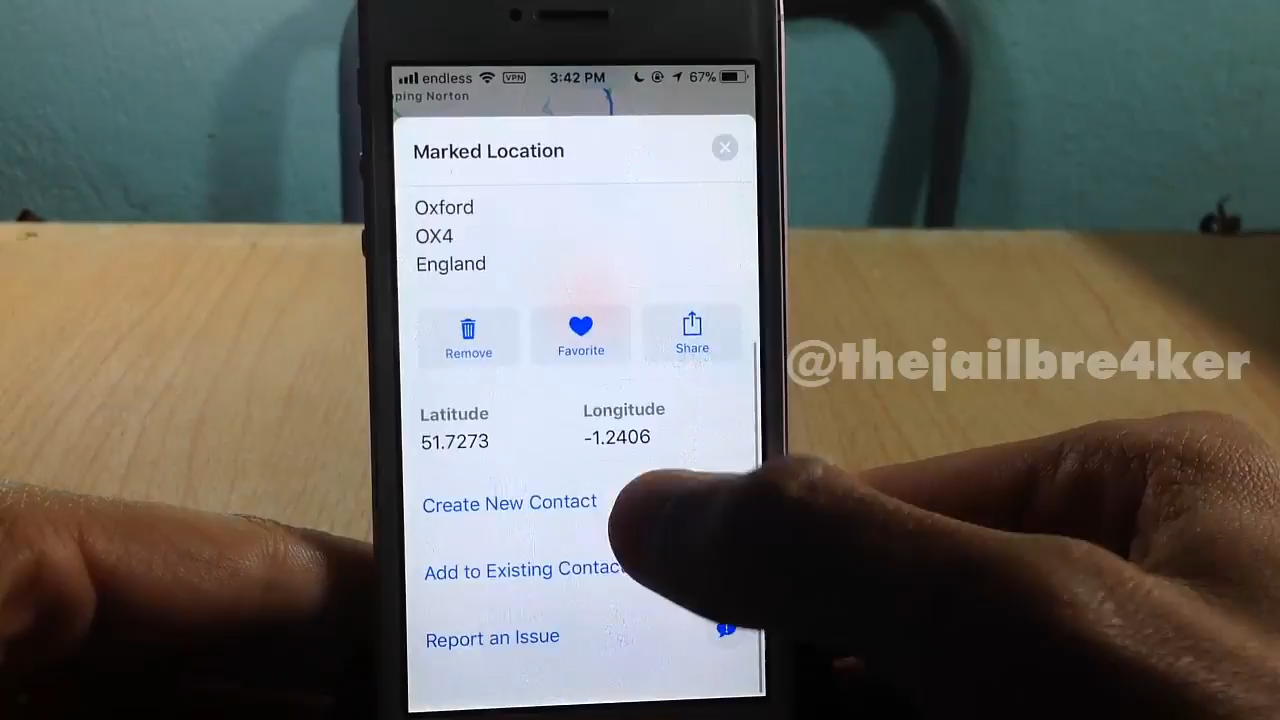 endless VPN 3:42 PM 67%
pping Norton
Marked Location
Oxford
OX4
England
Remove Favorite Share
Latitude Longitude
51.7273 -1.2406
@thejailbre4ker
Create New Contact
Add to Existing Contac
Report an Issue